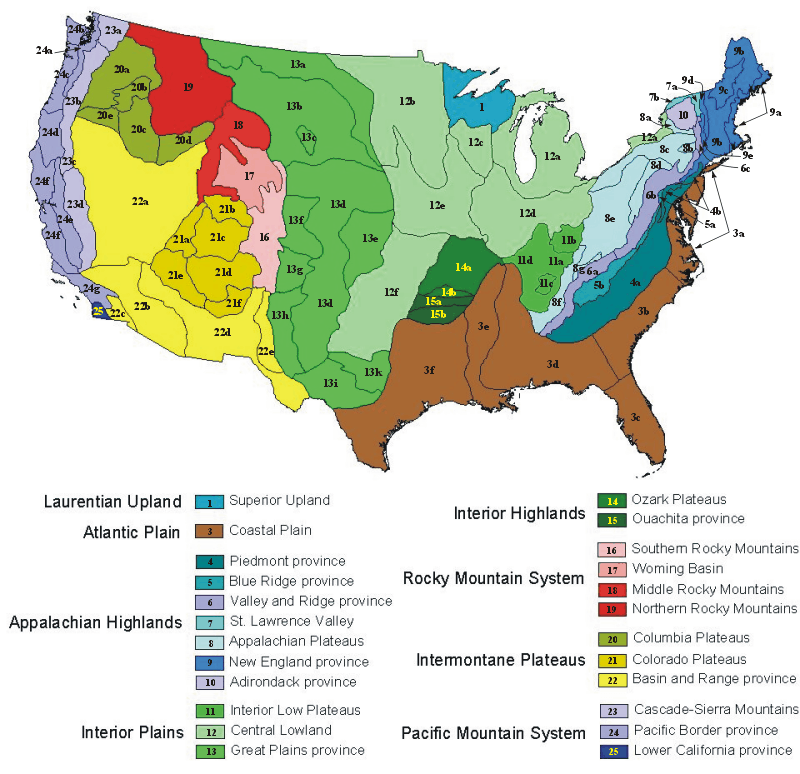 24b
23a
24a
20a
13a
9b
24c
20b
19
12b
9d
7a
9c
23b
13b
1
7b
10
9a
20e
20c
18
13c
12c
8a
24d
20d
12a
12a
8c
8b
9b
23c
8d
9e
24f
17
6c
22a
21b
13d
12e
12d
6b
4b
23d
24e
13f
8e
5a
3a
24f
21a
21c
16
13e
11b
21e
21d
13g
14a
11d
11a
8g
6a
24g
12f
14b
11c
5b
4a
25
22c
22b
21f
13d
15a
8f
3b
22d
13h
15b
3e
22e
13k
3f
3d
13i
3c
Laurentian Upland
1 Superior Upland
Atlantic Plain
3 Coastal Plain
Appalachian Highlands
4 Piedmont province
5 Blue Ridge province
6 Valley and Ridge province
7 St. Lawrence Valley
8 Appalachian Plateaus
9 New England province
10 Adirondack province
Interior Plains
11 Interior Low Plateaus
12 Central Lowland
13 Great Plains province
Interior Highlands
14 Ozark Plateaus
15 Ouachita province
Rocky Mountain System
16 Southern Rocky Mountains
17 Woming Basin
18 Middle Rocky Mountains
19 Northern Rocky Mountains
Intermontane Plateaus
20 Columbia Plateaus
21 Colorado Plateaus
22 Basin and Range province
Pacific Mountain System
23 Cascade-Sierra Mountains
24 Pacific Border province
25 Lower California province